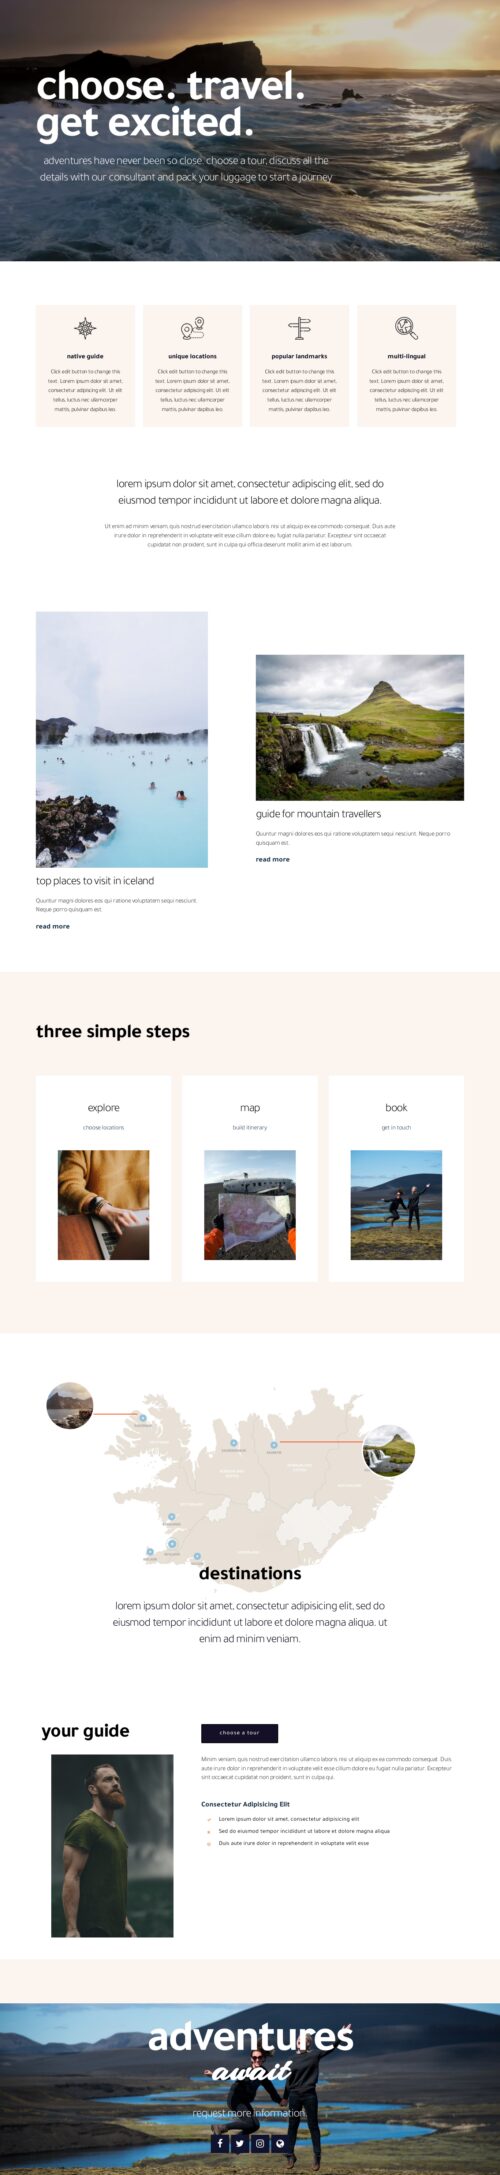 choose. travel.
get excited.
adventures have never been so close. choose a tour, discuss all the
details with our consultant and pack your luggage to start a journey
native guide
Click edit button to change this
text. Lorem ipsum dolor sit amet,
consectetur adipiscing elit. Ut elit
tellus, luctus nec ullamcorper
mattis, pulvinar dapibus leo.
unique locations
Click edit button to change this
text. Lorem ipsum dolor sit amet,
consectetur adipiscing elit. Ut elit
tellus, luctus nec ullamcorper
mattis, pulvinar dapibus leo.
popular landmarks
Click edit button to change this
text. Lorem ipsum dolor sit amet,
consectetur adipiscing elit. Ut elit
tellus, luctus nec ullamcorper
mattis, pulvinar dapibus leo.
multi-lingual
Click edit button to change this
text. Lorem ipsum dolor sit amet,
consectetur adipiscing elit. Ut elit
tellus, luctus nec ullamcorper
mattis, pulvinar dapibus leo.
lorem ipsum dolor sit amet, consectetur adipiscing elit, sed do
eiusmod tempor incididunt ut labore et dolore magna aliqua.
Ut enim ad minim veniam, quis nostrud exercitation ullamco laboris nisi ut aliquip ex ea commodo consequat. Duis aute
irure dolor in reprehenderit in voluptate velit esse cillum dolore eu fugiat nulla pariatur. Excepteur sint occaecat
cupidatat non proident, sunt in culpa qui officia deserunt mollit anim id est laborum.
guide for mountain travellers
Quuntur magni dolores eos qui ratione voluptatem sequi nesciunt. Neque porro
quisquam est.
read more
top places to visit in iceland
Quuntur magni dolores eos qui ratione voluptatem sequi nesciunt.
Neque porro quisquam est.
read more
three simple steps
explore
choose locations
map
build itinerary
book
get in touch
destinations
lorem ipsum dolor sit amet, consectetur adipisicing elit, sed do
eiusmod tempor incididunt ut labore et dolore magna aliqua. ut
enim ad minim veniam.
your guide
choose a tour
Minim veniam, quis nostrud exercitation ullamco laboris nisi ut aliquip ex ea commodo consequat. Duis
aute irure dolor in reprehenderit in voluptate velit esse cillum dolore eu fugiat nulla pariatur. Excepteur
sint occaecat cupidatat non proident, sunt in culpa qui.
Consectetur Adipisicing Elit
Lorem ipsum dolor sit amet, consectetur adipisicing elit
Sed do eiusmod tempor incididunt ut labore et dolore magna aliqua
Duis aute irure dolor in reprehenderit in voluptate velit esse
adventures
await
request more information.